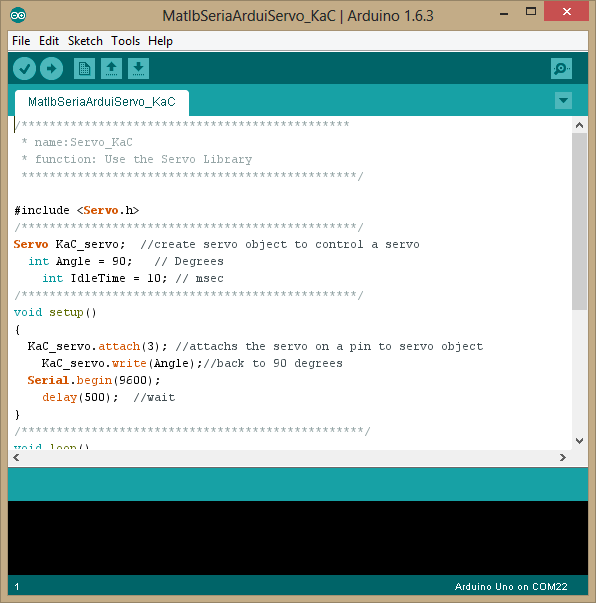 MatlbSeriaArduiServo_KaC | Arduino 1.6.3
File Edit Sketch Tools Help
MatlbSeriaArduiServo_KaC
/***********************************************
 * name:Servo_KaC
 * function: Use the Servo Library
 ************************************************/
#include <Servo.h>
/************************************************/
Servo KaC_servo;  //create servo object to control a servo
  int Angle = 90;   // Degrees
    int IdleTime = 10; // msec
/************************************************/
void setup()
{
  KaC_servo.attach(3); //attachs the servo on a pin to servo object
    KaC_servo.write(Angle);//back to 90 degrees
  Serial.begin(9600);
    delay(500);  //wait
}
/*************************************************/
void loop()
1
Arduino Uno on COM22